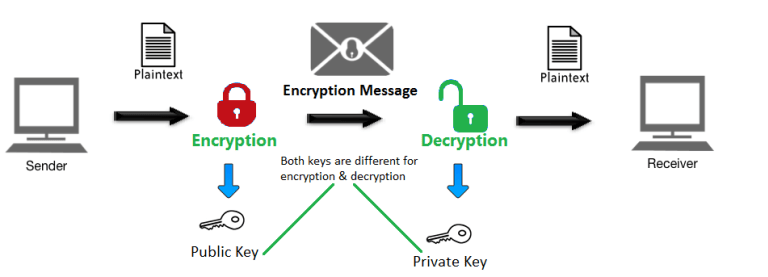 Plaintext
Plaintext
Encryption Message
Encryption
Decryption
Sender
Receiver
Both keys are different for
encryption & decryption
Public Key
Private Key